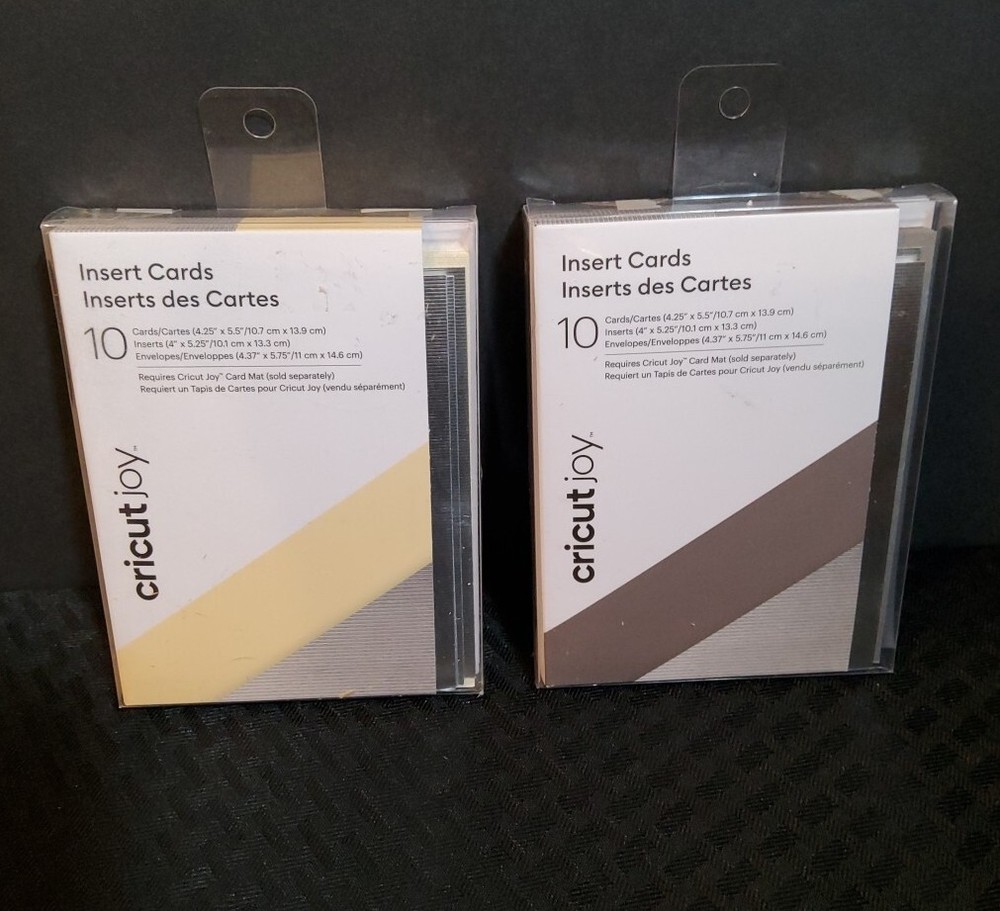 Insert Cards
Inserts des Cartes
10 Cards/Cartes (4.25" x 5.5"/10.7 cm x 13.9 cm)
Inserts (4" x 5.25"/10.1 cm x 13.3 cm)
Envelopes/Enveloppes (4.37" x 5.75"/11 cm x 14.6 cm)
Requires Cricut Joy™ Card Mat (sold separately)
Requiert un Tapis de Cartes pour Cricut Joy (vendu séparément)
cricut joy™
Insert Cards
Inserts des Cartes
10 Cards/Cartes (4.25" x 5.5"/10.7 cm x 13.9 cm)
Inserts (4" x 5.25"/10.1 cm x 13.3 cm)
Envelopes/Enveloppes (4.37" x 5.75"/11 cm x 14.6 cm)
Requires Cricut Joy™ Card Mat (sold separately)
Requiert un Tapis de Cartes pour Cricut Joy (vendu séparément)
cricut joy™